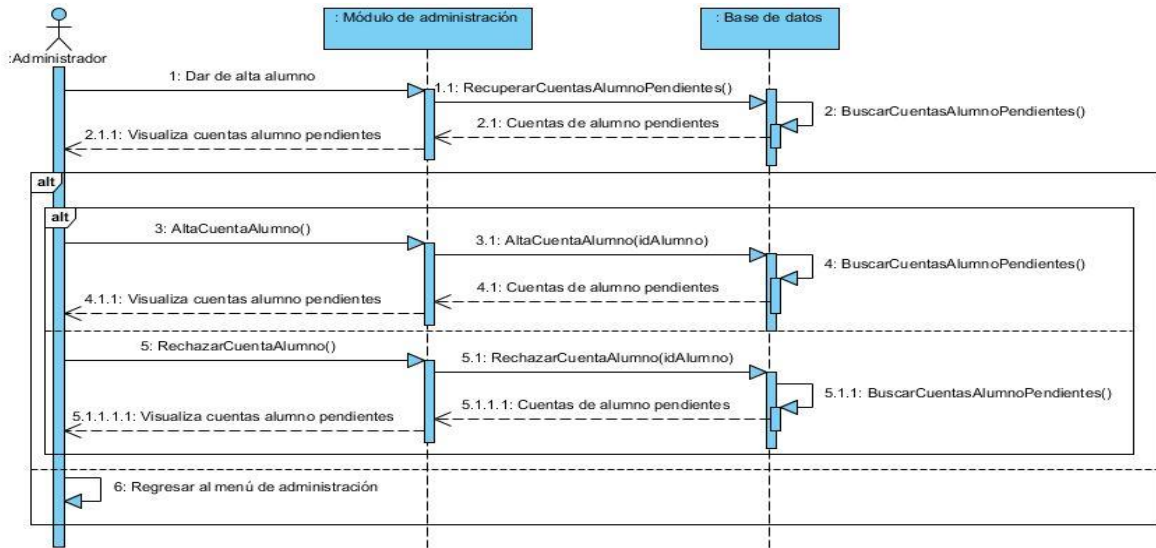 : Módulo de administración
: Base de datos
:Administrador
1: Dar de alta alumno
1.1: RecuperarCuentasAlumnoPendientes()
2: BuscarCuentasAlumnoPendientes()
2.1: Cuentas de alumno pendientes
2.1.1: Visualiza cuentas alumno pendientes
alt
alt
3: AltaCuentaAlumno()
3.1: AltaCuentaAlumno(idAlumno)
4: BuscarCuentasAlumnoPendientes()
4.1: Cuentas de alumno pendientes
4.1.1: Visualiza cuentas alumno pendientes
5: RechazarCuentaAlumno()
5.1: RechazarCuentaAlumno(idAlumno)
5.1.1: BuscarCuentasAlumnoPendientes()
5.1.1.1: Cuentas de alumno pendientes
5.1.1.1.1: Visualiza cuentas alumno pendientes
6: Regresar al menú de administración